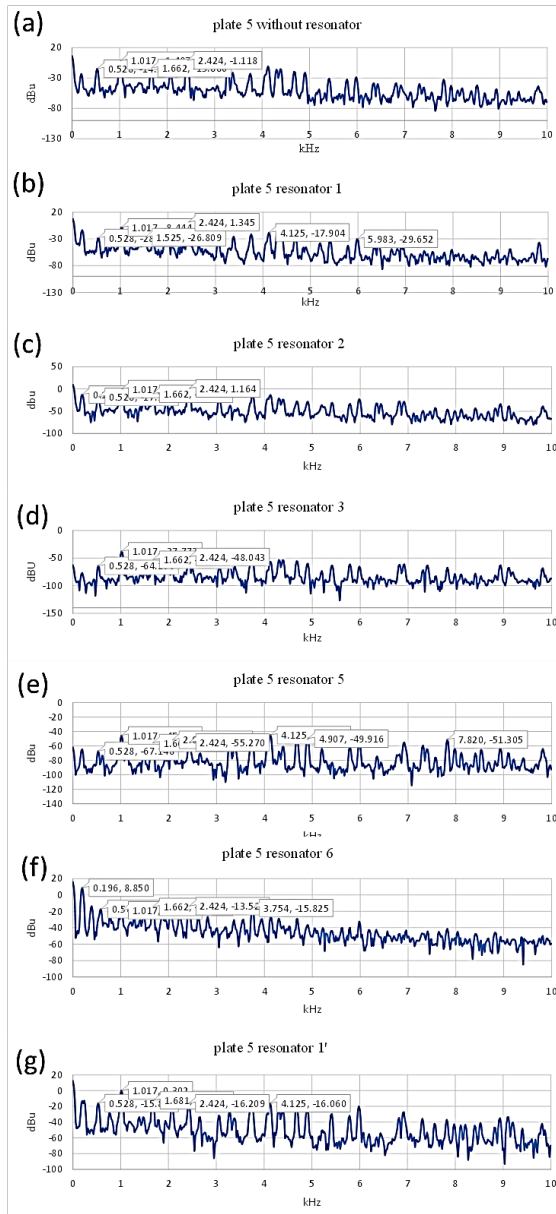 (a)
plate 5 without resonator
20
-30
-80
-130
dBu
2.424, -1.118
0 1 2 3 4 5 6 7 8 9 10
kHz
(b)
plate 5 resonator 1
20
-30
-80
-130
dBu
2.424, 1.345
1.525, -26.809
4.125, -17.904
5.983, -29.652
0 1 2 3 4 5 6 7 8 9 10
kHz
(c)
plate 5 resonator 2
50
0
-50
-100
dbu
1.017
1.662,
2.424, 1.164
0 1 2 3 4 5 6 7 8 9 10
kHz
(d)
plate 5 resonator 3
0
-50
-100
-150
dBU
1.017,
0.528,
1.662,
2.424, -48.043
0 1 2 3 4 5 6 7 8 9 10
kHz
(e)
plate 5 resonator 5
0
-20
-40
-60
-80
-100
-120
-140
dBu
1.017,
0.528,
2.424, -55.270
4.125,
4.907, -49.916
7.820, -51.305
0 1 2 3 4 5 6 7 8 9 10
kHz
(f)
plate 5 resonator 6
20
0
-20
-40
-60
-80
-100
dBu
0.196, 8.850
1.017,
1.662,
2.424,
3.754, -15.825
0 1 2 3 4 5 6 7 8 9 10
kHz
(g)
plate 5 resonator 1'
20
0
-20
-40
-60
-80
-100
dBu
1.017,
0.528,
1.681,
2.424, -16.209
4.125, -16.060
0 1 2 3 4 5 6 7 8 9 10
kHz